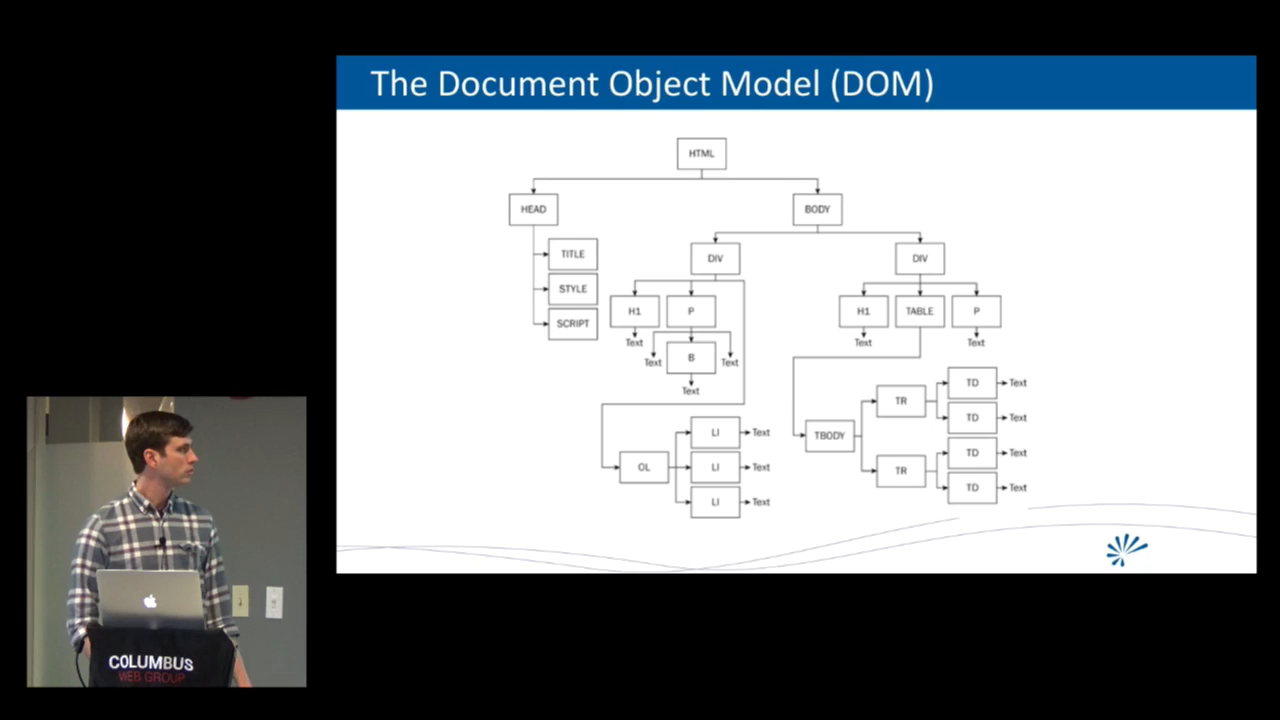 The Document Object Model (DOM)
HTML
HEAD
BODY
TITLE
STYLE
SCRIPT
DIV
DIV
H1
P
H1
TABLE
P
Text
Text
B
Text
Text
Text
Text
OL
LI
Text
LI
Text
LI
Text
TBODY
TR
TD
Text
TD
Text
TR
TD
Text
TD
Text
COLUMBUS
WEB GROUP